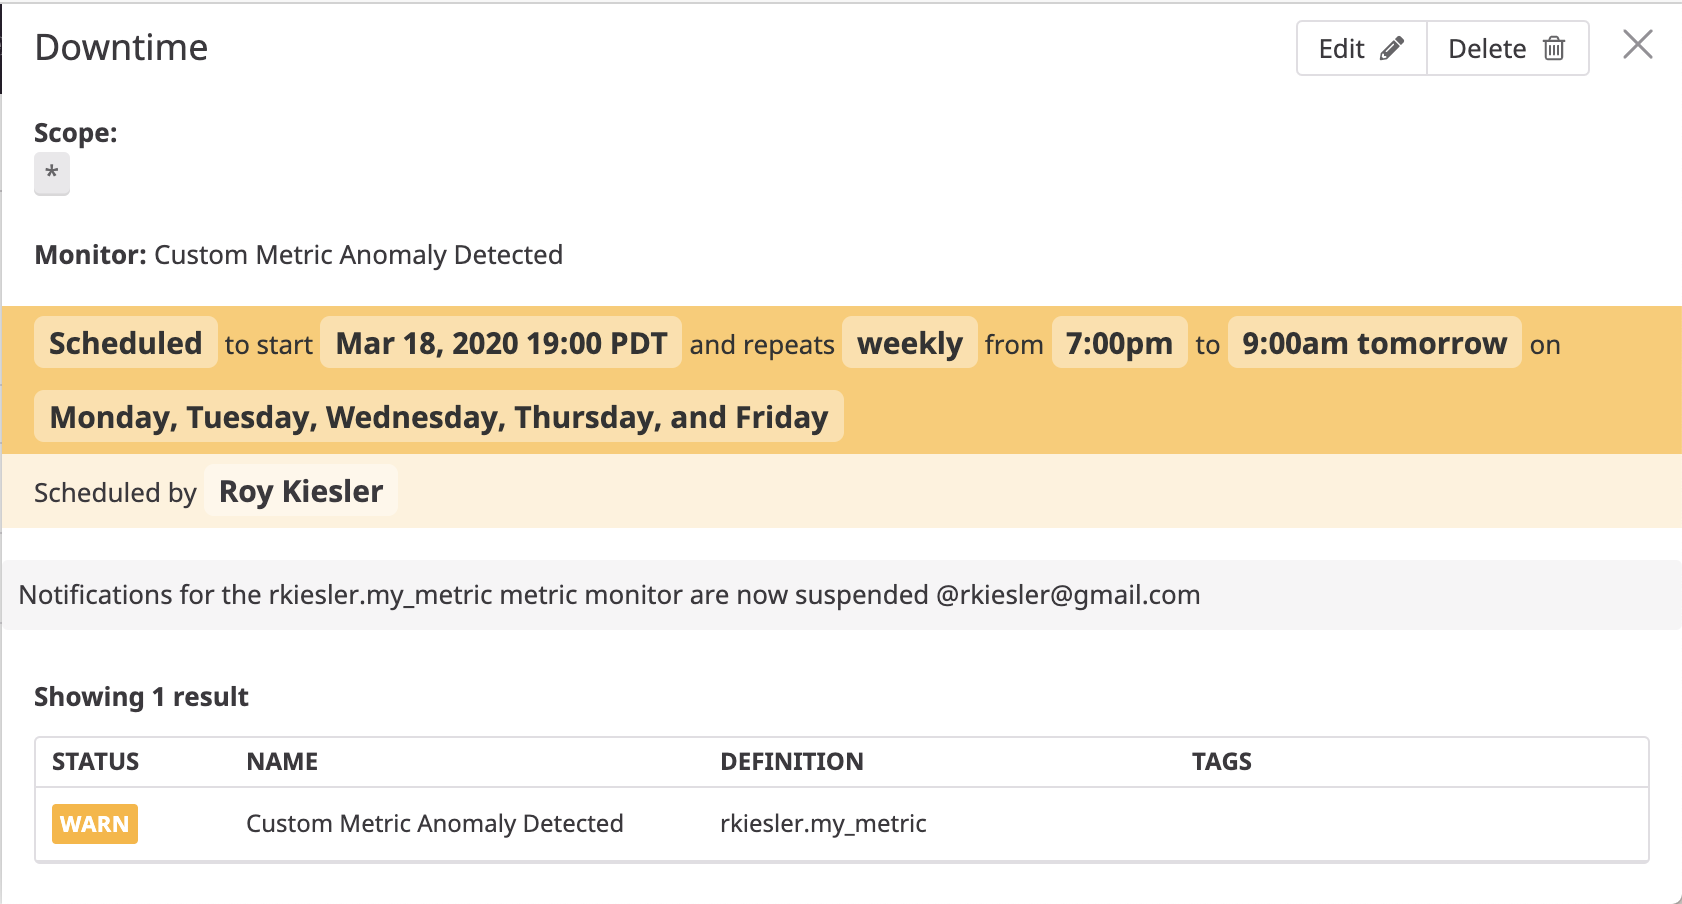 Downtime
Edit Delete
Scope:
*
Monitor: Custom Metric Anomaly Detected
Scheduled to start Mar 18, 2020 19:00 PDT and repeats weekly from 7:00pm to 9:00am tomorrow on
Monday, Tuesday, Wednesday, Thursday, and Friday
Scheduled by Roy Kiesler
Notifications for the rkiesler.my_metric metric monitor are now suspended @rkiesler@gmail.com
Showing 1 result
STATUS NAME DEFINITION TAGS
WARN Custom Metric Anomaly Detected rkiesler.my_metric